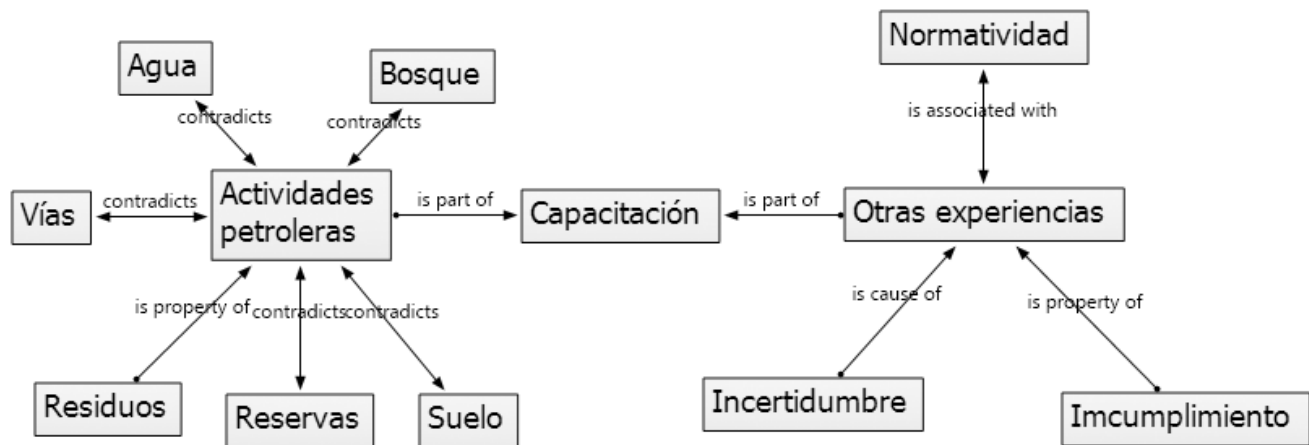 Normatividad
Agua
Bosque
contradicts
contradicts
is associated with
Vías
contradicts
Actividades
petroleras
is part of
Capacitación
is part of
Otras experiencias
is property of
contradicts
contradicts
is cause of
is property of
Residuos
Reservas
Suelo
Incertidumbre
Imcumplimiento